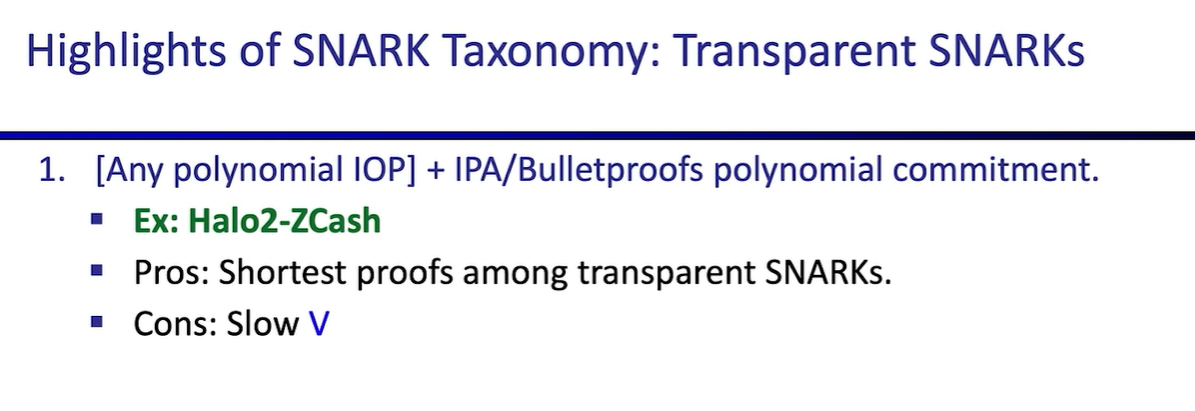 Highlights of SNARK Taxonomy: Transparent SNARKs
1. [Any polynomial IOP] + IPA/Bulletproofs polynomial commitment.
▪ Ex: Halo2-ZCash
▪ Pros: Shortest proofs among transparent SNARKs.
▪ Cons: Slow V